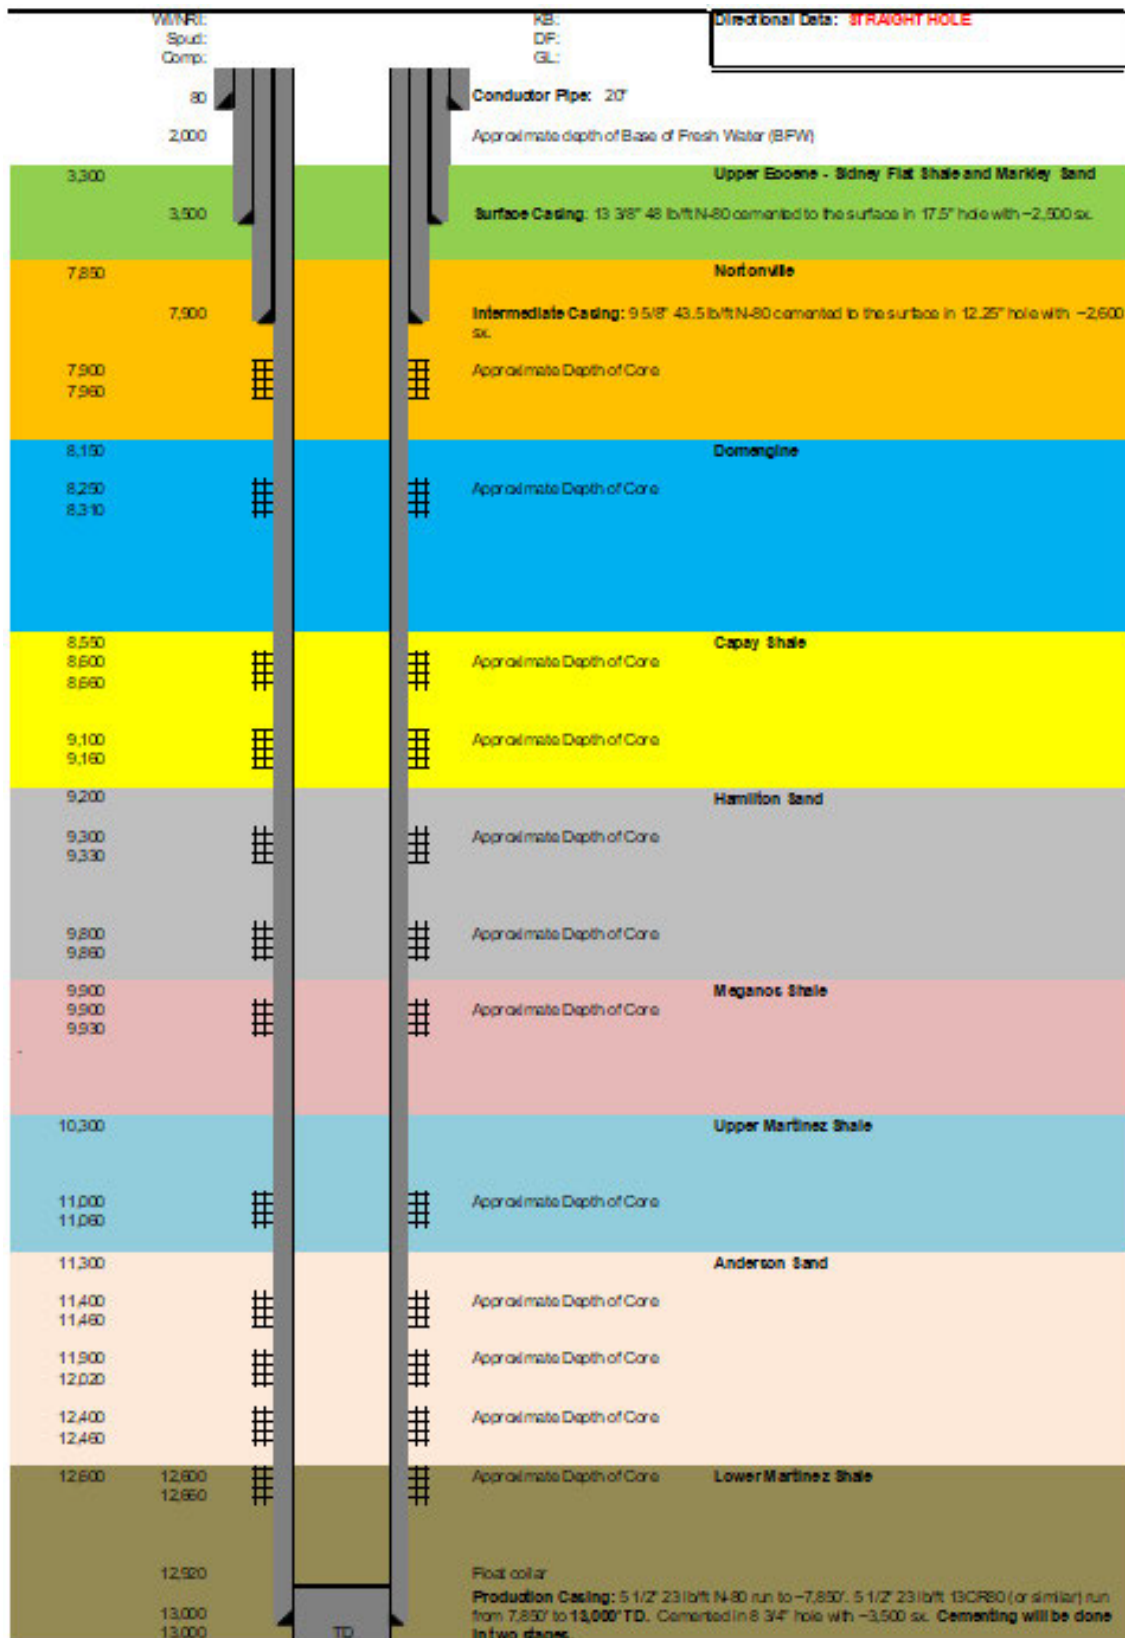 WI/NRI: KB: Directional Data: STRAIGHT HOLE
Spud: DF:
Comp: GL:
80 Conductor Pipe: 20"
2,000 Approximate depth of Base of Fresh Water (BFW)
3,300 Upper Eocene - Sidney Flat Shale and Markley Sand
3,500 Surface Casing: 13 3/8" 48 lb/ft N-80 cemented to the surface in 17.5" hole with ~2,500 sx.
7,850 Nortonville
7,900 Intermediate Casing: 9 5/8" 43.5 lb/ft N-80 cemented to the surface in 12.25" hole with ~2,600
sx.
7,900 Approximate Depth of Core
7,960
8,150 Domengine
8,250 Approximate Depth of Core
8,310
8,550 Capay Shale
8,600 Approximate Depth of Core
8,660
9,100 Approximate Depth of Core
9,160
9,200 Hamilton Sand
9,300 Approximate Depth of Core
9,330
9,800 Approximate Depth of Core
9,860
9,900 Meganos Shale
9,900 Approximate Depth of Core
9,930
10,300 Upper Martinez Shale
11,000 Approximate Depth of Core
11,060
11,300 Anderson Sand
11,400 Approximate Depth of Core
11,460
11,900 Approximate Depth of Core
12,020
12,400 Approximate Depth of Core
12,460
12,600 12,600 Approximate Depth of Core Lower Martinez Shale
12,660
12,920 Float collar
Production Casing: 5 1/2" 23 lb/ft N-80 run to ~7,850'. 5 1/2" 23 lb/ft 13CR80 (or similar) run
13,000 from 7,850' to 13,000' TD. Cemented in 8 3/4" hole with ~3,500 sx. Cementing will be done
13,000 TD in two stages.